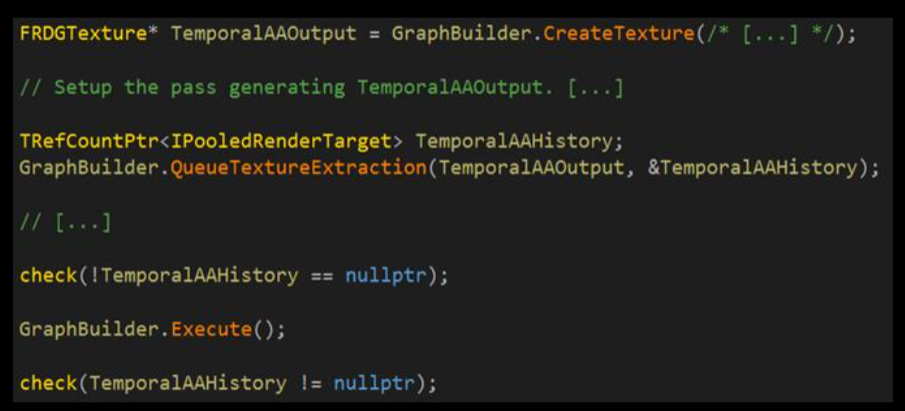 FRDGTexture* TemporalAAOutput = GraphBuilder.CreateTexture(/* [...] */);
// Setup the pass generating TemporalAAOutput. [...]
TRefCountPtr<IPooledRenderTarget> TemporalAAHistory;
GraphBuilder.QueueTextureExtraction(TemporalAAOutput, &TemporalAAHistory);
// [...]
check(!TemporalAAHistory == nullptr);
GraphBuilder.Execute();
check(TemporalAAHistory != nullptr);